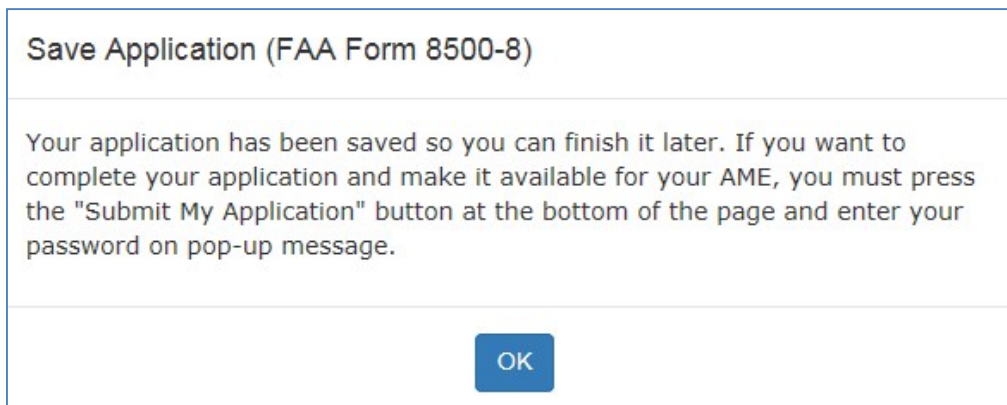 Save Application (FAA Form 8500-8)
Your application has been saved so you can finish it later. If you want to
complete your application and make it available for your AME, you must press
the "Submit My Application" button at the bottom of the page and enter your
password on pop-up message.
OK